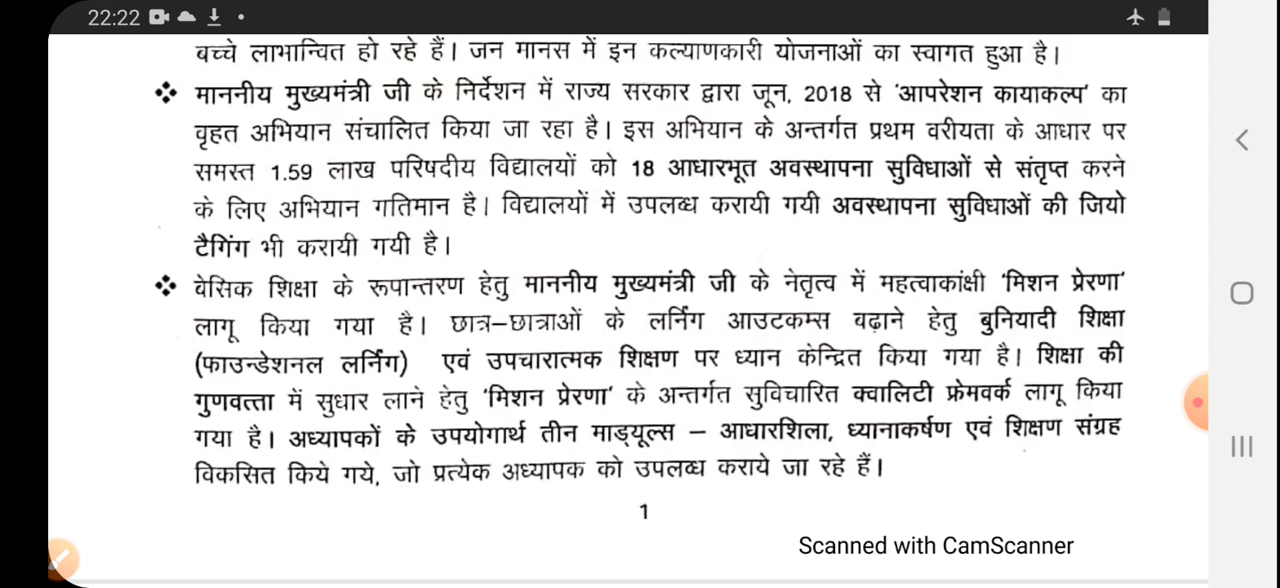 22:22
बच्चे लाभान्वित हो रहे हैं। जन मानस में इन कल्याणकारी योजनाओं का स्वागत हुआ है।
❖ माननीय मुख्यमंत्री जी के निर्देशन में राज्य सरकार द्वारा जून, 2018 से 'आपरेशन कायाकल्प' का
वृहत अभियान संचालित किया जा रहा है। इस अभियान के अन्तर्गत प्रथम वरीयता के आधार पर
समस्त 1.59 लाख परिषदीय विद्यालयों को 18 आधारभूत अवस्थापना सुविधाओं से संतृप्त करने
के लिए अभियान गतिमान है। विद्यालयों में उपलब्ध करायी गयी अवस्थापना सुविधाओं की जियो
टैगिंग भी करायी गयी है।
❖ बेसिक शिक्षा के रूपान्तरण हेतु माननीय मुख्यमंत्री जी के नेतृत्व में महत्वाकांक्षी 'मिशन प्रेरणा'
लागू किया गया है। छात्र–छात्राओं के लर्निंग आउटकम्स बढ़ाने हेतु बुनियादी शिक्षा
(फाउन्डेशनल लर्निंग) एवं उपचारात्मक शिक्षण पर ध्यान केन्द्रित किया गया है। शिक्षा की
गुणवत्ता में सुधार लाने हेतु 'मिशन प्रेरणा' के अन्तर्गत सुविचारित क्वालिटी फ्रेमवर्क लागू किया
गया है। अध्यापकों के उपयोगार्थ तीन माड्यूल्स – आधारशिला, ध्यानाकर्षण एवं शिक्षण संग्रह
विकसित किये गये, जो प्रत्येक अध्यापक को उपलब्ध कराये जा रहे हैं।
1
Scanned with CamScanner